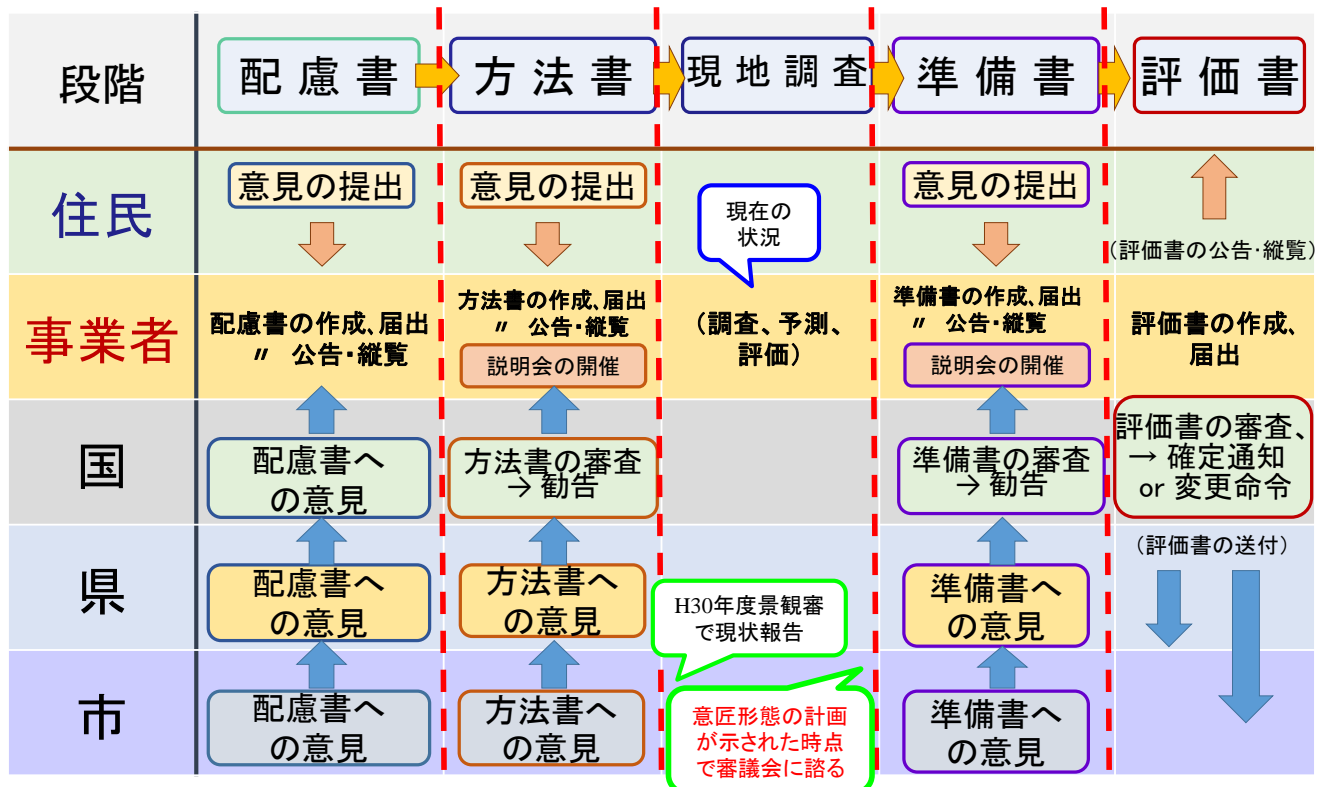 段階
配慮書
方法書
現地調査
準備書
評価書
住民
意見の提出
意見の提出
現在の
状況
意見の提出
(評価書の公告・縦覧)
事業者
配慮書の作成、届出
〃 公告・縦覧
方法書の作成、届出
〃 公告・縦覧
説明会の開催
(調査、予測、
評価)
準備書の作成、届出
〃 公告・縦覧
説明会の開催
評価書の作成、
届出
国
配慮書へ
の意見
方法書の審査
→ 勧告
準備書の審査
→ 勧告
評価書の審査、
→ 確定通知
or 変更命令
県
配慮書へ
の意見
方法書へ
の意見
H30年度景観審
で現状報告
準備書へ
の意見
(評価書の送付)
市
配慮書へ
の意見
方法書へ
の意見
意匠形態の計画
が示された時点
で審議会に諮る
準備書へ
の意見